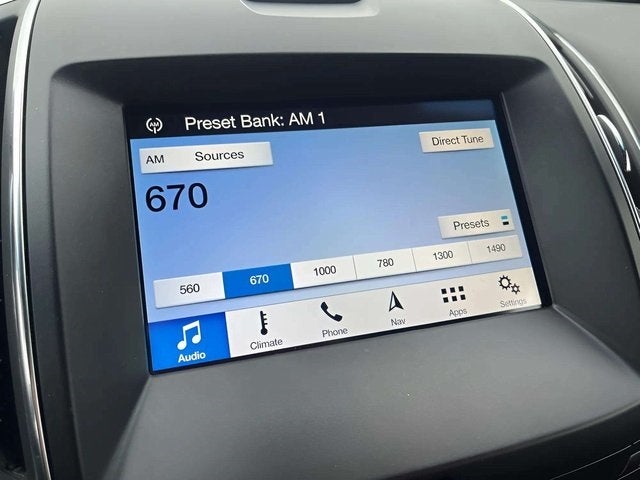 AM Preset Bank: AM 1
AM Sources Direct Tune
670
Presets
560 670 1000 780 1300 1490
Audio Climate Phone Nav Apps Settings